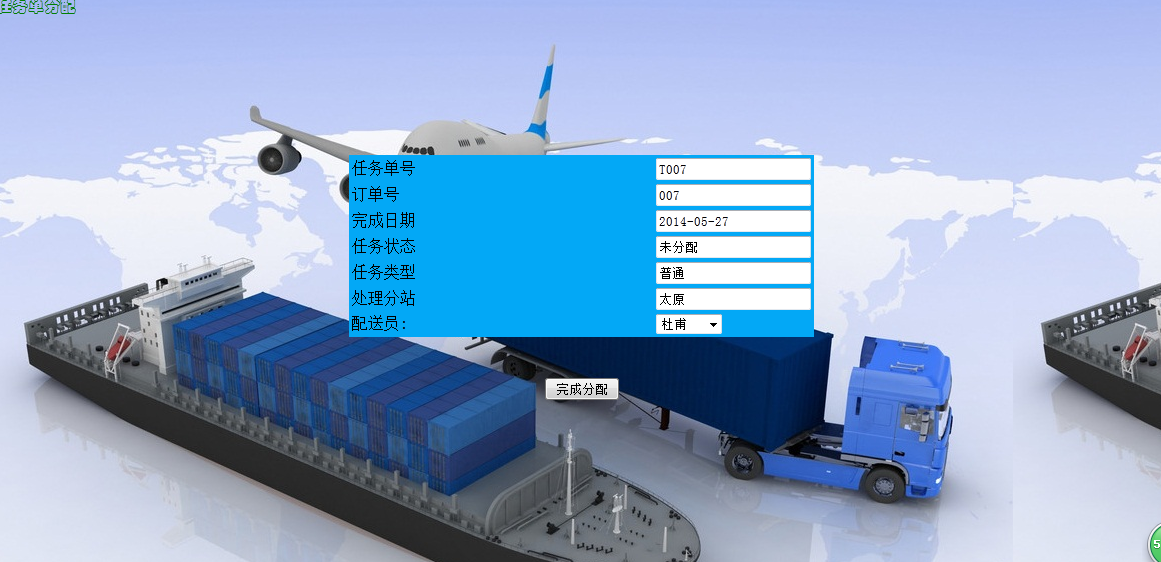 任务单分配
任务单号 T007
订单号 007
完成日期 2014-05-27
任务状态 未分配
任务类型 普通
处理分站 太原
配送员: 杜甫
完成分配
5